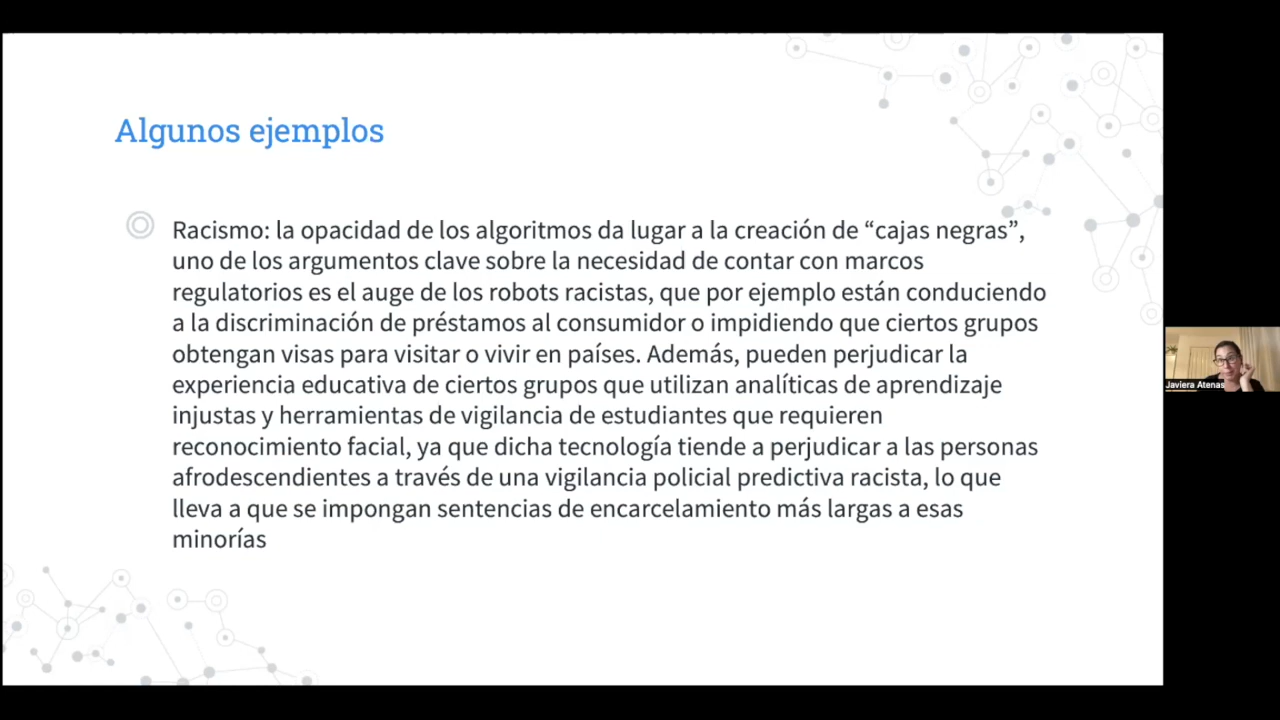 Algunos ejemplos
Racismo: la opacidad de los algoritmos da lugar a la creación de “cajas negras”,
uno de los argumentos clave sobre la necesidad de contar con marcos
regulatorios es el auge de los robots racistas, que por ejemplo están conduciendo
a la discriminación de préstamos al consumidor o impidiendo que ciertos grupos
obtengan visas para visitar o vivir en países. Además, pueden perjudicar la
experiencia educativa de ciertos grupos que utilizan analíticas de aprendizaje
injustas y herramientas de vigilancia de estudiantes que requieren
reconocimiento facial, ya que dicha tecnología tiende a perjudicar a las personas
afrodescendientes a través de una vigilancia policial predictiva racista, lo que
lleva a que se impongan sentencias de encarcelamiento más largas a esas
minorías
Javiera Atenas